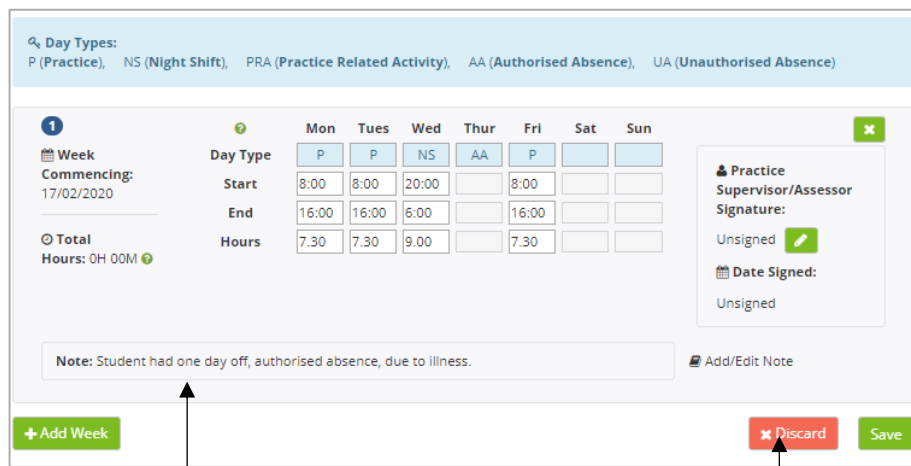 Day Types:
P (Practice), NS (Night Shift), PRA (Practice Related Activity), AA (Authorised Absence), UA (Unauthorised Absence)
1
Week Commencing:
17/02/2020
Total
Hours: 0H 00M
Mon Tues Wed Thur Fri Sat Sun
Day Type P P NS AA P
Start 8:00 8:00 20:00 8:00
End 16:00 16:00 6:00 16:00
Hours 7.30 7.30 9.00 7.30
Practice
Supervisor/Assessor
Signature:
Unsigned
Date Signed:
Unsigned
Note: Student had one day off, authorised absence, due to illness.
Add/Edit Note
Add Week
Discard
Save